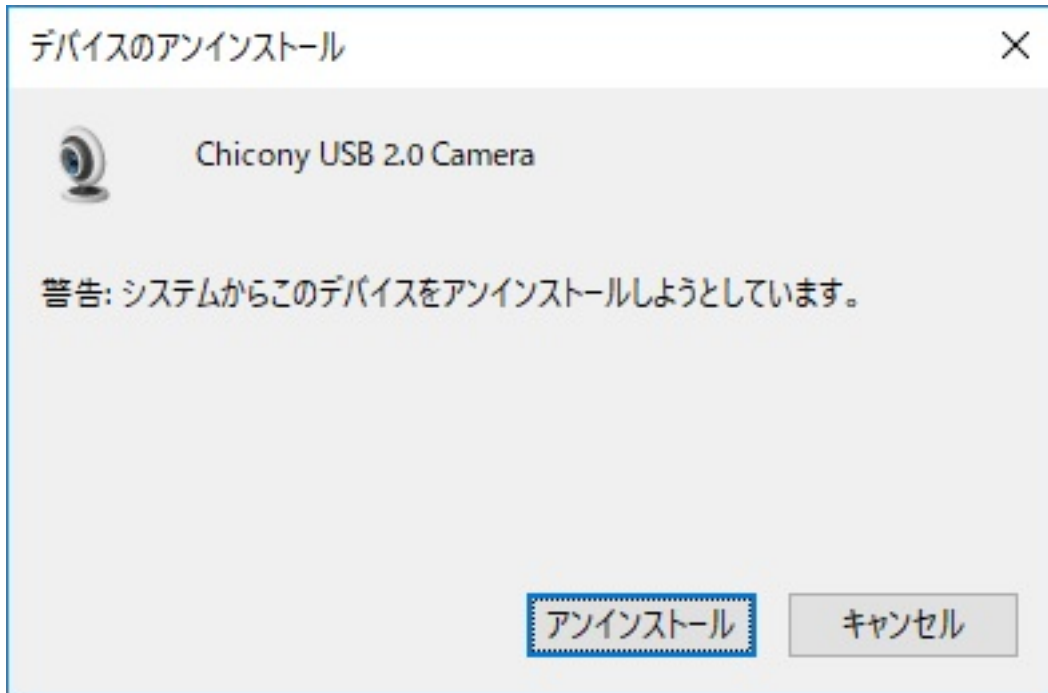 デバイスのアンインストール
Chicony USB 2.0 Camera
警告: システムからこのデバイスをアンインストールしようとしています。
アンインストール
キャンセル